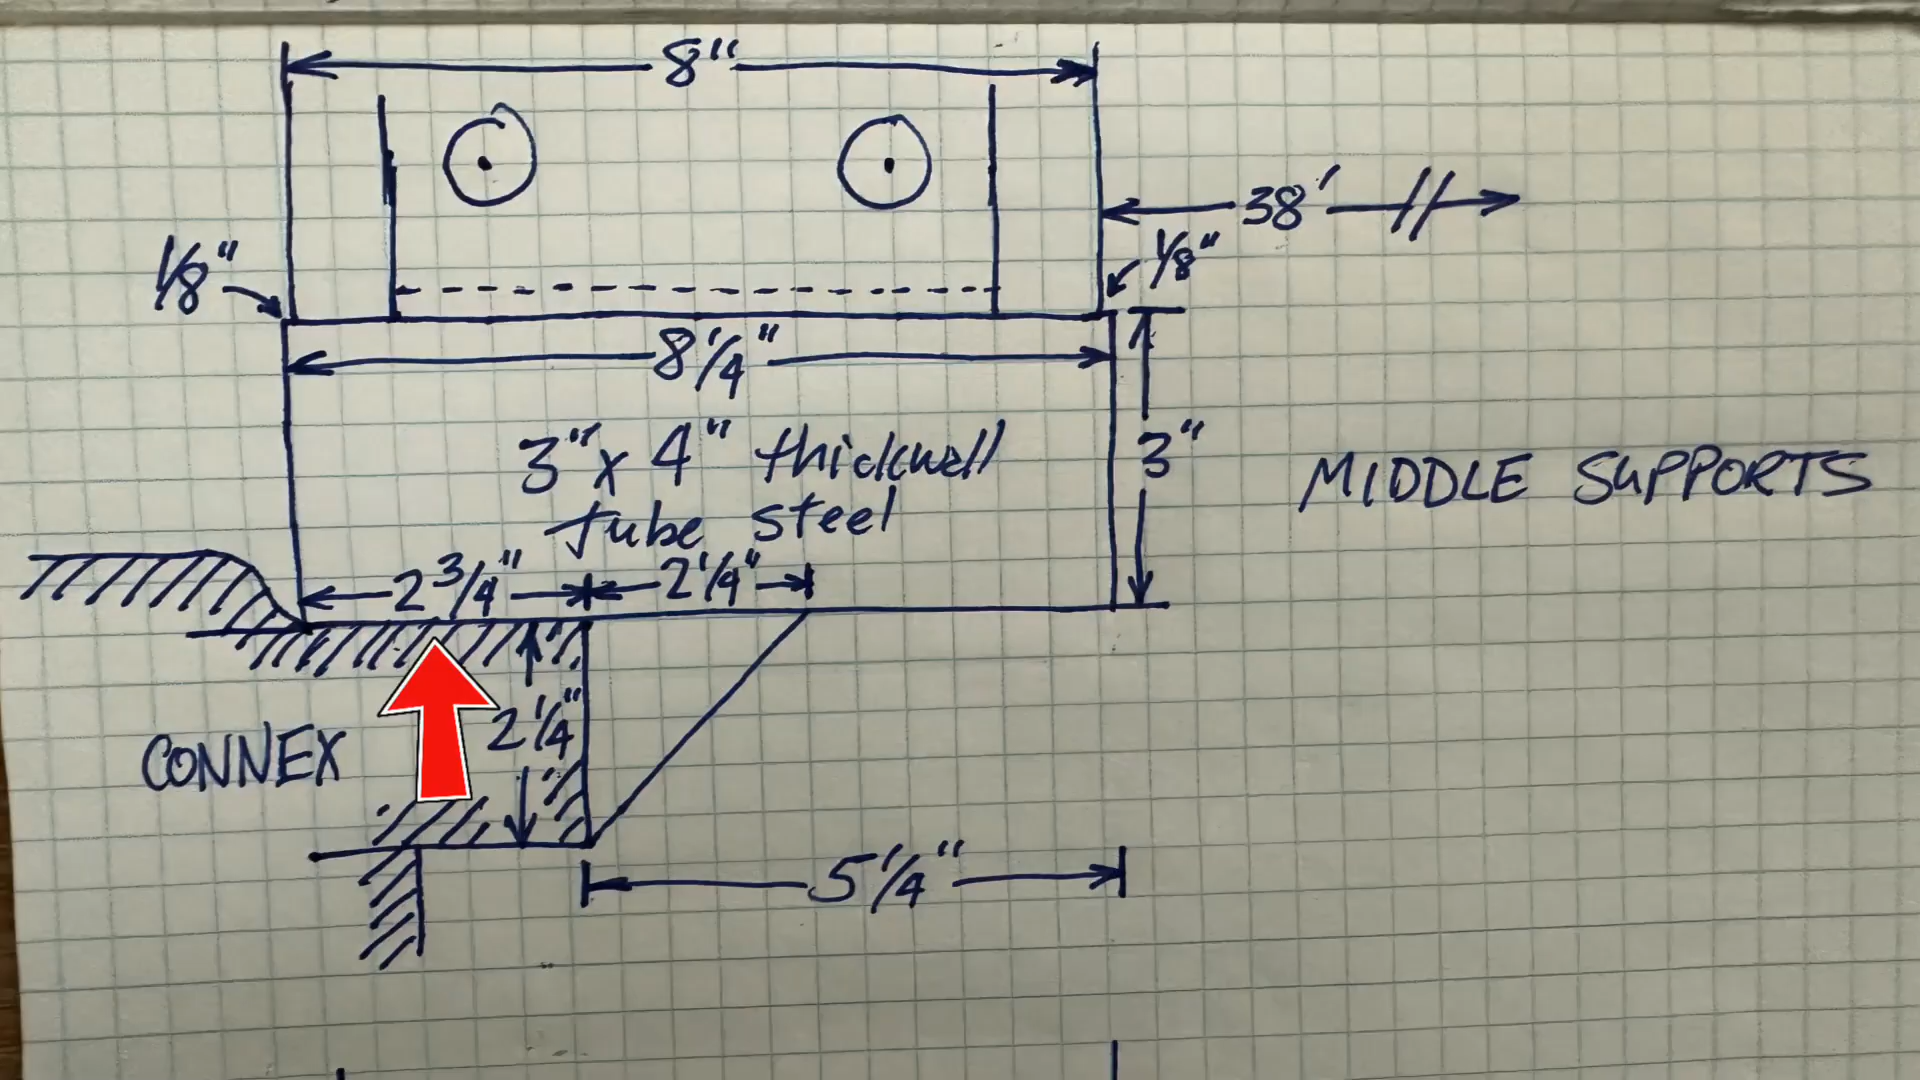 8"
38'
1/8"
1/8"
8 1/4"
3" x 4" thickwall
tube steel
3"
MIDDLE SUPPORTS
2 3/4"
2 1/4"
2 1/4"
CONNEX
5 1/4"